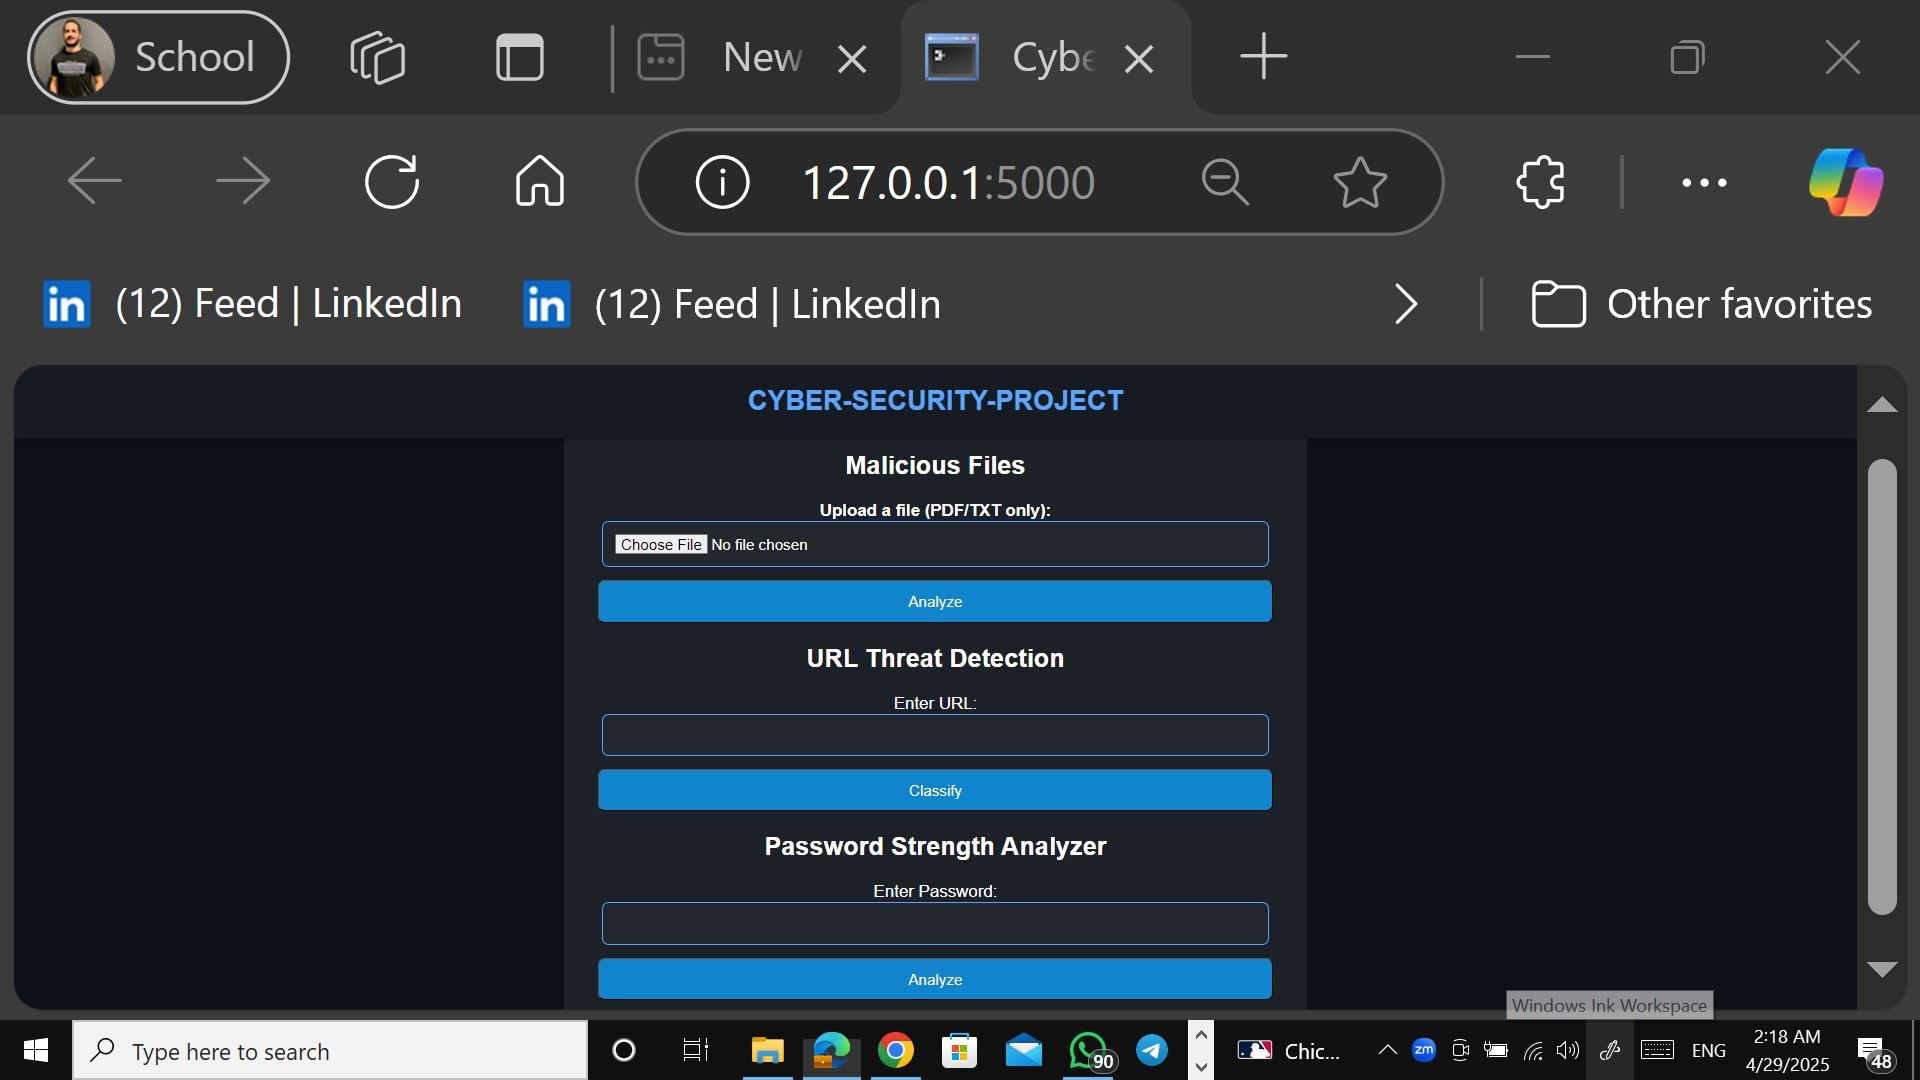 School
New
Cybe
127.0.0.1:5000
(12) Feed | LinkedIn
(12) Feed | LinkedIn
Other favorites
CYBER-SECURITY-PROJECT
Malicious Files
Upload a file (PDF/TXT only):
Choose File No file chosen
Analyze
URL Threat Detection
Enter URL:
Classify
Password Strength Analyzer
Enter Password:
Analyze
Windows Ink Workspace
Type here to search
90
Chic...
zm
ENG
2:18 AM
4/29/2025
48